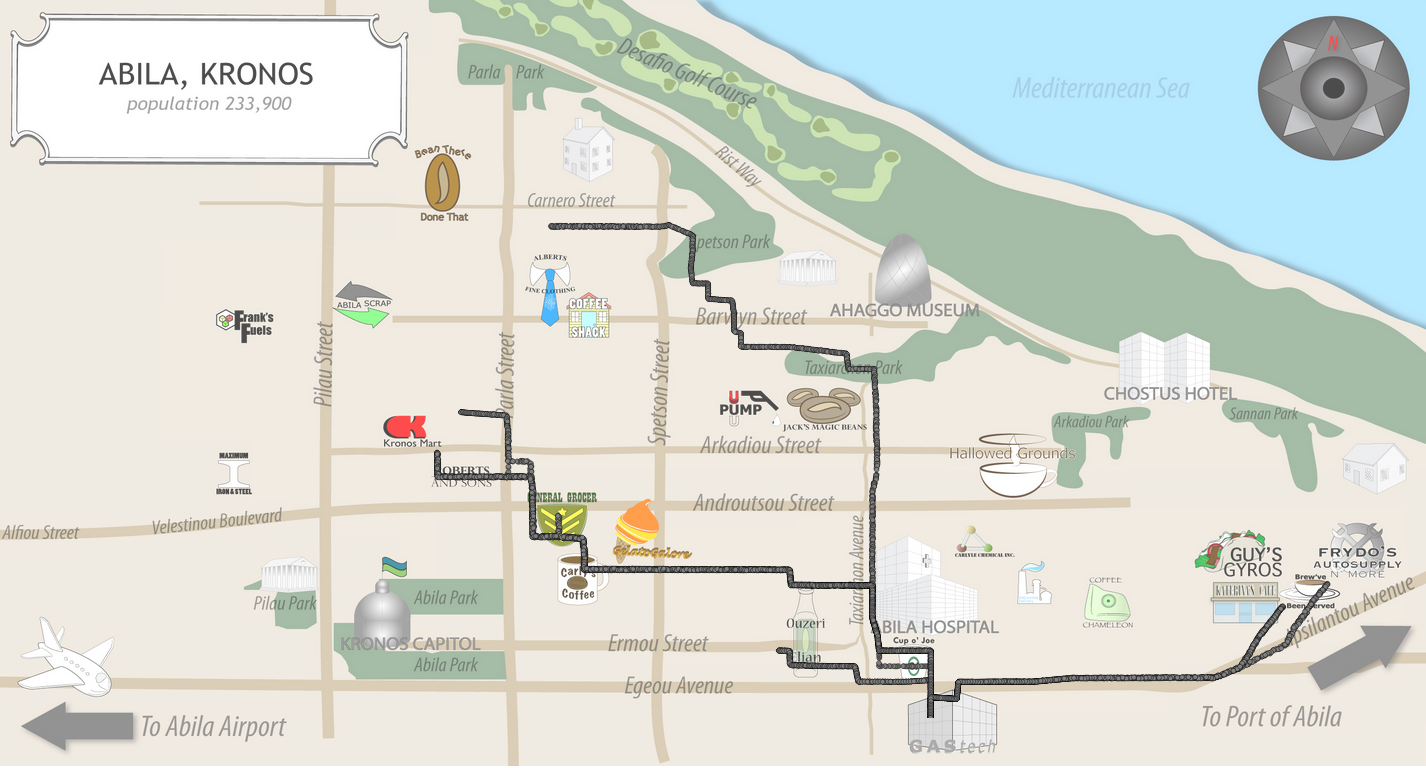 ABILA, KRONOS
population 233,900
N
Mediterranean Sea
Desafio Golf Course
Parla Park
Rist Way
Bean There
Done That
Carnero Street
petson Park
ALBERTS
FINE CLOTHING
COFFEE
SHACK
ABILA SCRAP
Frank's
Fuels
Pilau Street
Parla Street
Spetson Street
Barwyn Street
AHAGGO MUSEUM
Taxiarchon Park
CHOSTUS HOTEL
Arkadiou Park
Sannan Park
U
PUMP
U
JACK'S MAGIC BEANS
Kronos Mart
Arkadiou Street
Hallowed Grounds
MAXIMUM
IRON & STEEL
OBERTS
AND SONS
GENERAL GROCER
Androutsou Street
Alfiou Street
Velestinou Boulevard
GelatoGalore
Taxiarchon Avenue
CARLYLE CHEMICAL INC.
GUY'S
GYROS
FRYDO'S
AUTOSUPPLY
N' MORE
Carly's
Coffee
COFFEE
CHAMELEON
KATERINA'S CAFÉ
Brew've
Been Served
Ipsilantou Avenue
Pilau Park
Abila Park
KRONOS CAPITOL
Abila Park
Ouzeri
Elian
BILA HOSPITAL
Cup o' Joe
Ermou Street
Egeou Avenue
To Abila Airport
To Port of Abila
GAStech